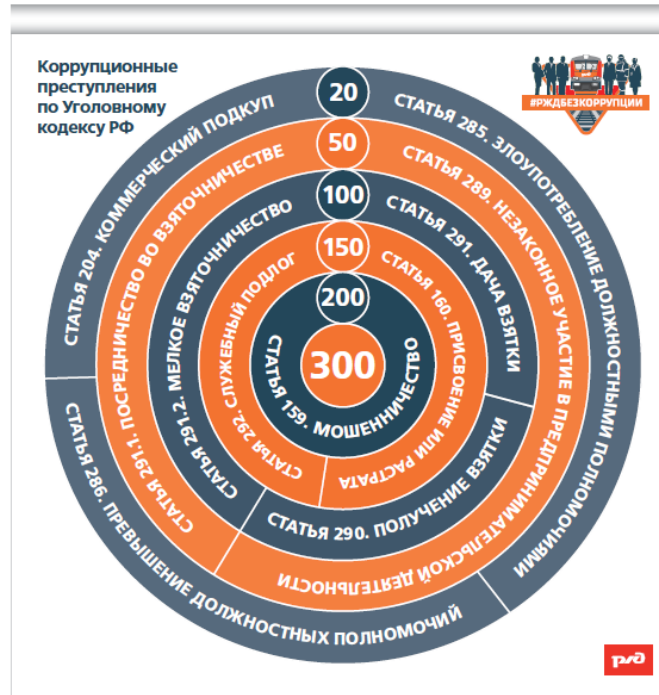 Коррупционные
преступления
по Уголовному
кодексу РФ
#РЖДБЕЗКОРРУПЦИИ
20
СТАТЬЯ 204. КОММЕРЧЕСКИЙ ПОДКУП
СТАТЬЯ 285. ЗЛОУПОТРЕБЛЕНИЕ ДОЛЖНОСТНЫМИ ПОЛНОМОЧИЯМИ
СТАТЬЯ 286. ПРЕВЫШЕНИЕ ДОЛЖНОСТНЫХ ПОЛНОМОЧИЙ
50
СТАТЬЯ 291.1. ПОСРЕДНИЧЕСТВО ВО ВЗЯТОЧНИЧЕСТВЕ
СТАТЬЯ 289. НЕЗАКОННОЕ УЧАСТИЕ В ПРЕДПРИНИМАТЕЛЬСКОЙ ДЕЯТЕЛЬНОСТИ
100
СТАТЬЯ 291.2. МЕЛКОЕ ВЗЯТОЧНИЧЕСТВО
СТАТЬЯ 291. ДАЧА ВЗЯТКИ
СТАТЬЯ 290. ПОЛУЧЕНИЕ ВЗЯТКИ
150
СТАТЬЯ 292. СЛУЖЕБНЫЙ ПОДЛОГ
СТАТЬЯ 160. ПРИСВОЕНИЕ ИЛИ РАСТРАТА
200
СТАТЬЯ 159. МОШЕННИЧЕСТВО
300
РЖД